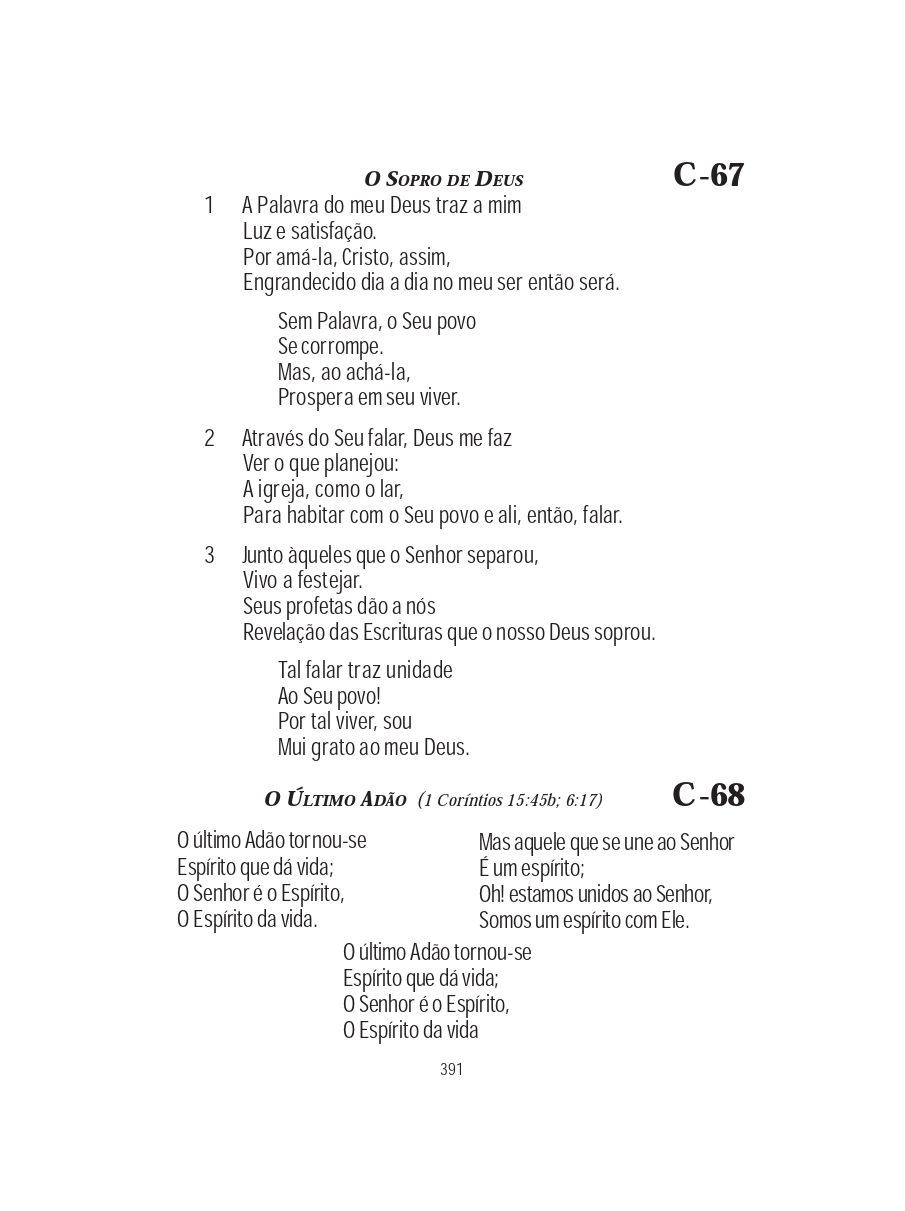 O Sopro de Deus C-67
1 A Palavra do meu Deus traz a mim
Luz e satisfação.
Por amá-la, Cristo, assim,
Engrandecido dia a dia no meu ser então será.
Sem Palavra, o Seu povo
Se corrompe.
Mas, ao achá-la,
Prospera em seu viver.
2 Através do Seu falar, Deus me faz
Ver o que planejou:
A igreja, como o lar,
Para habitar com o Seu povo e ali, então, falar.
3 Junto àqueles que o Senhor separou,
Vivo a festejar.
Seus profetas dão a nós
Revelação das Escrituras que o nosso Deus soprou.
Tal falar traz unidade
Ao Seu povo!
Por tal viver, sou
Mui grato ao meu Deus.
O Último Adão (1 Coríntios 15:45b; 6:17) C-68
O último Adão tornou-se
Espírito que dá vida;
O Senhor é o Espírito,
O Espírito da vida.
Mas aquele que se une ao Senhor
É um espírito;
Oh! estamos unidos ao Senhor,
Somos um espírito com Ele.
O último Adão tornou-se
Espírito que dá vida;
O Senhor é o Espírito,
O Espírito da vida
391